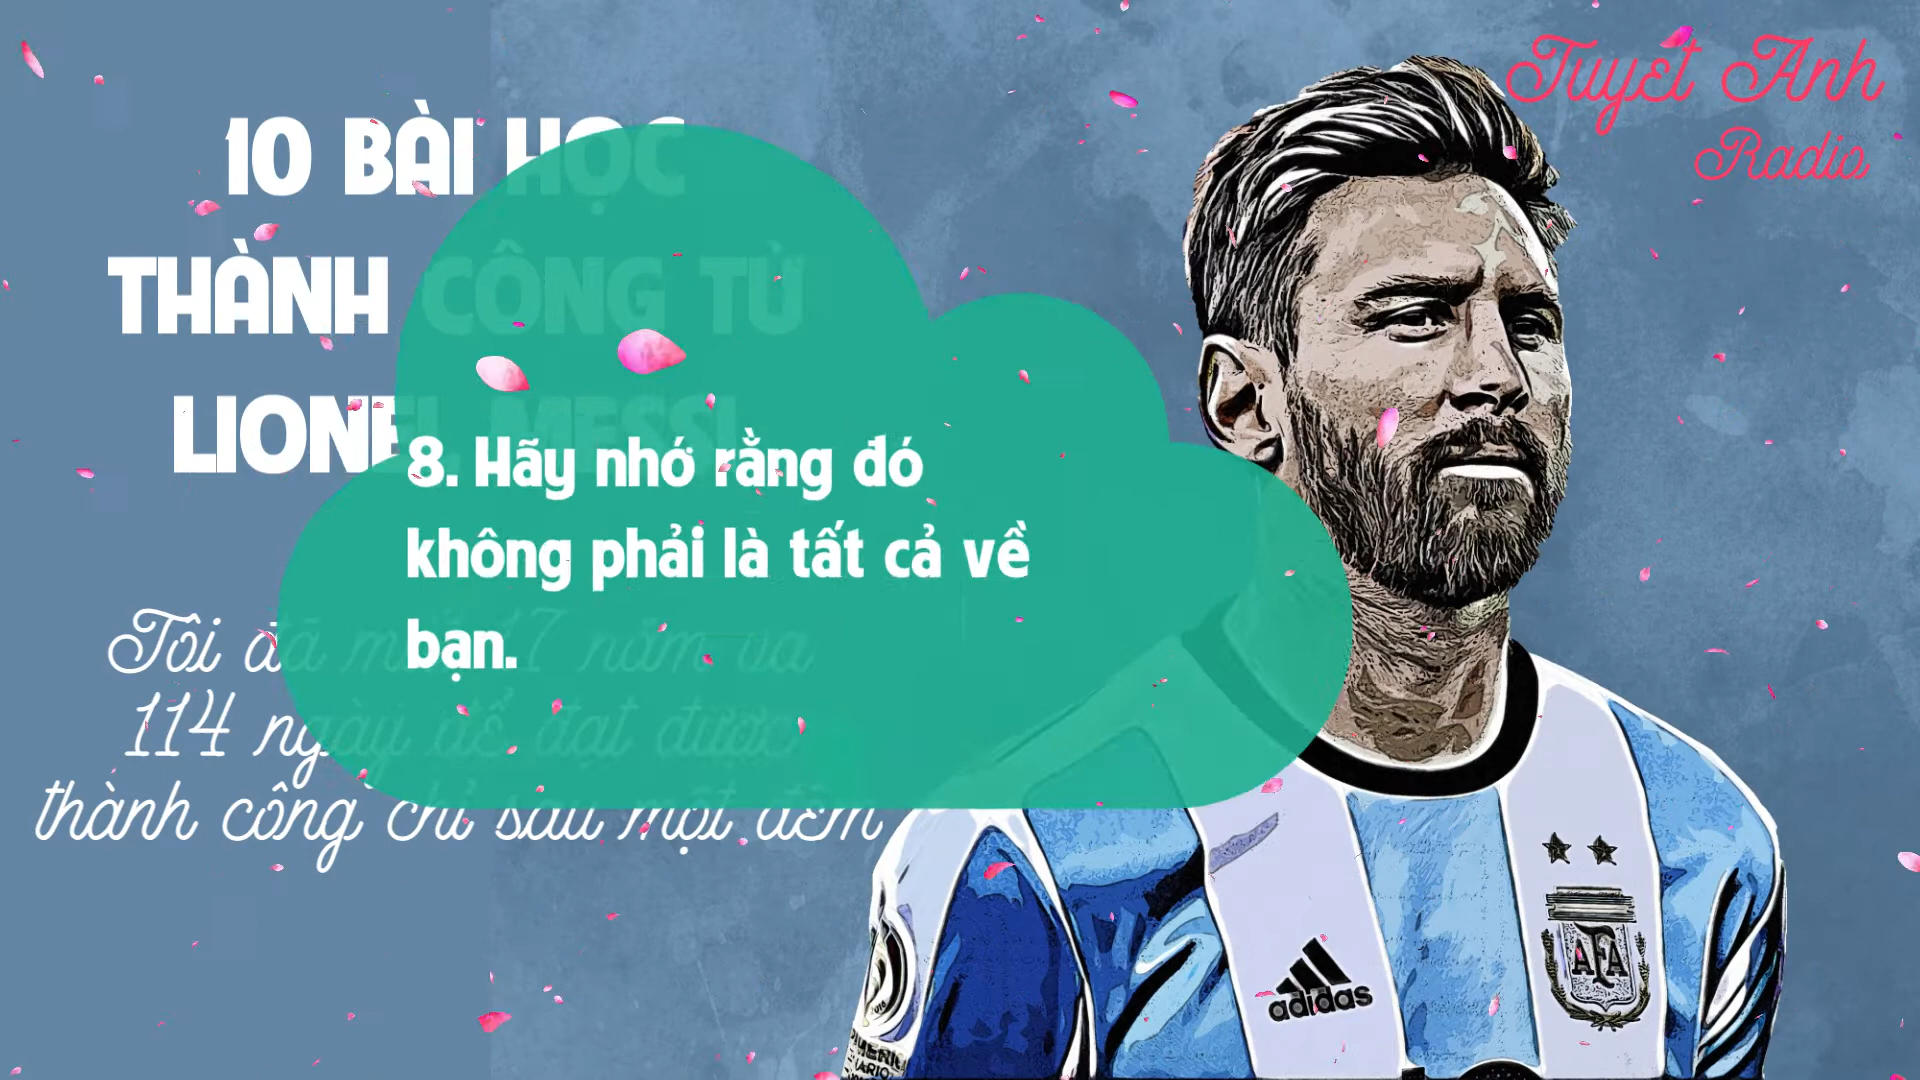 Tuyết Anh
Radio
10 BÀI HỌC
THÀNH CÔNG TỪ
LIONEL MESSI
8. Hãy nhớ rằng đó
không phải là tất cả về
bạn.
Tôi đã mất 17 năm và
114 ngày để đạt được
thành công chỉ sau một đêm
adidas
AFA